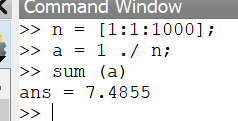 Command Window
>> n = [1:1:1000];
>> a = 1 ./ n;
>> sum (a)
ans = 7.4855
>>